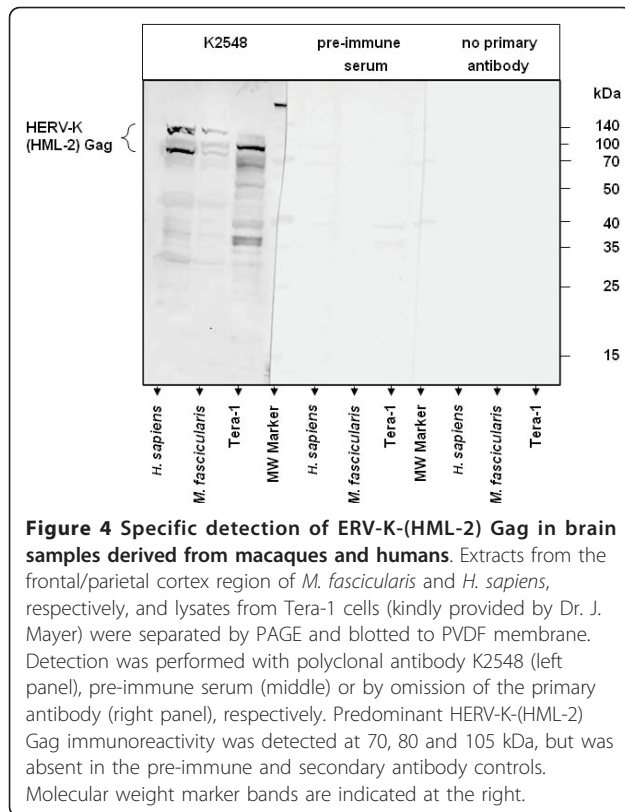 K2548 pre-immune no primary
serum antibody
kDa
HERV-K
(HML-2) Gag
140
100
70
50
40
35
25
15
H. sapiens
M. fascicularis
Tera-1
MW Marker
H. sapiens
M. fascicularis
Tera-1
MW Marker
H. sapiens
M. fascicularis
Tera-1
Figure 4 Specific detection of ERV-K-(HML-2) Gag in brain
samples derived from macaques and humans. Extracts from the
frontal/parietal cortex region of M. fascicularis and H. sapiens,
respectively, and lysates from Tera-1 cells (kindly provided by Dr. J.
Mayer) were separated by PAGE and blotted to PVDF membrane.
Detection was performed with polyclonal antibody K2548 (left
panel), pre-immune serum (middle) or by omission of the primary
antibody (right panel), respectively. Predominant HERV-K-(HML-2)
Gag immunoreactivity was detected at 70, 80 and 105 kDa, but was
absent in the pre-immune and secondary antibody controls.
Molecular weight marker bands are indicated at the right.